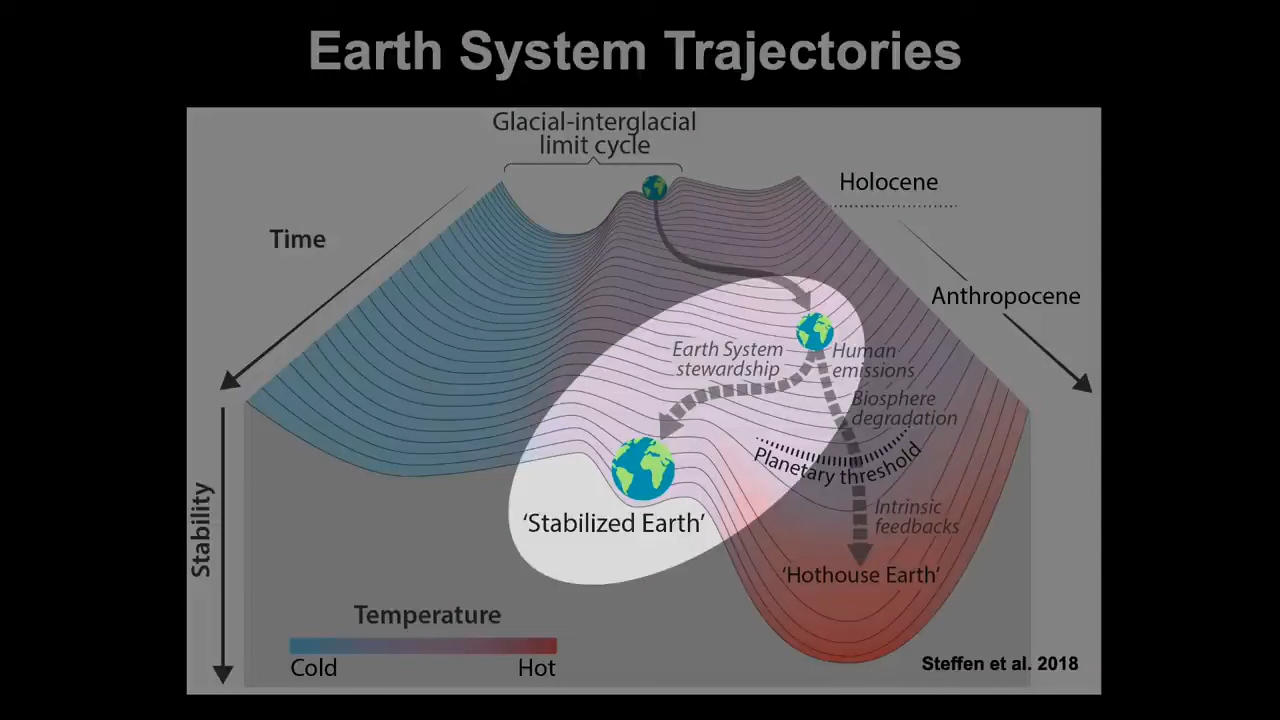 Earth System Trajectories
Glacial-interglacial
limit cycle
Holocene
Time
Anthropocene
Earth System
stewardship
Human
emissions
Biosphere
degradation
Planetary threshold
Stability
Intrinsic
feedbacks
'Stabilized Earth'
'Hothouse Earth'
Temperature
Cold
Hot
Steffen et al. 2018